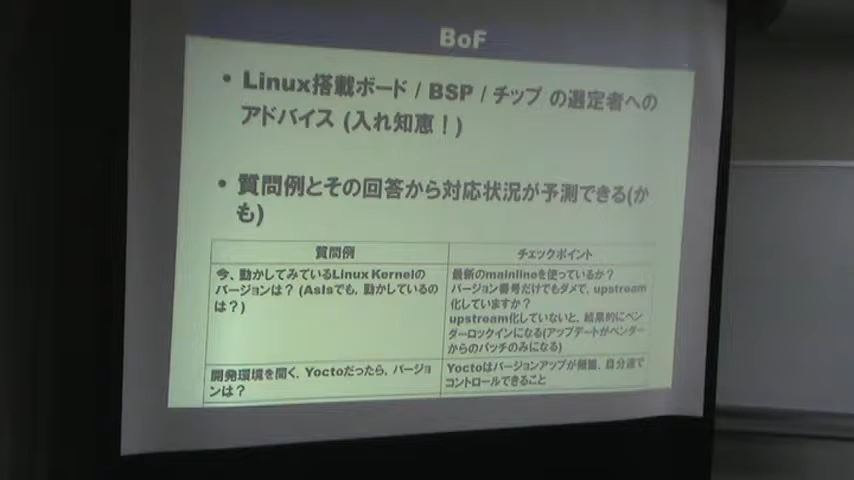 BoF
• Linux搭載ボード / BSP / チップ の選定者への
アドバイス (入れ知恵！)
• 質問例とその回答から対応状況が予測できる(か
も)
質問例
チェックポイント
今、動かしてみているLinux Kernelの
バージョンは？ (AsIsでも, 動かしているの
は？)
最新のmainlineを使っているか？
バージョン番号だけでもダメで, upstream
化していますか？
upstream化していないと, 結果的にベン
ダーロックインになる(アップデートがベンダー
からのパッチのみになる)
開発環境を聞く, Yoctoだったら, バージョ
ンは？
Yoctoはバージョンアップが頻繁, 自分達で
コントロールできること